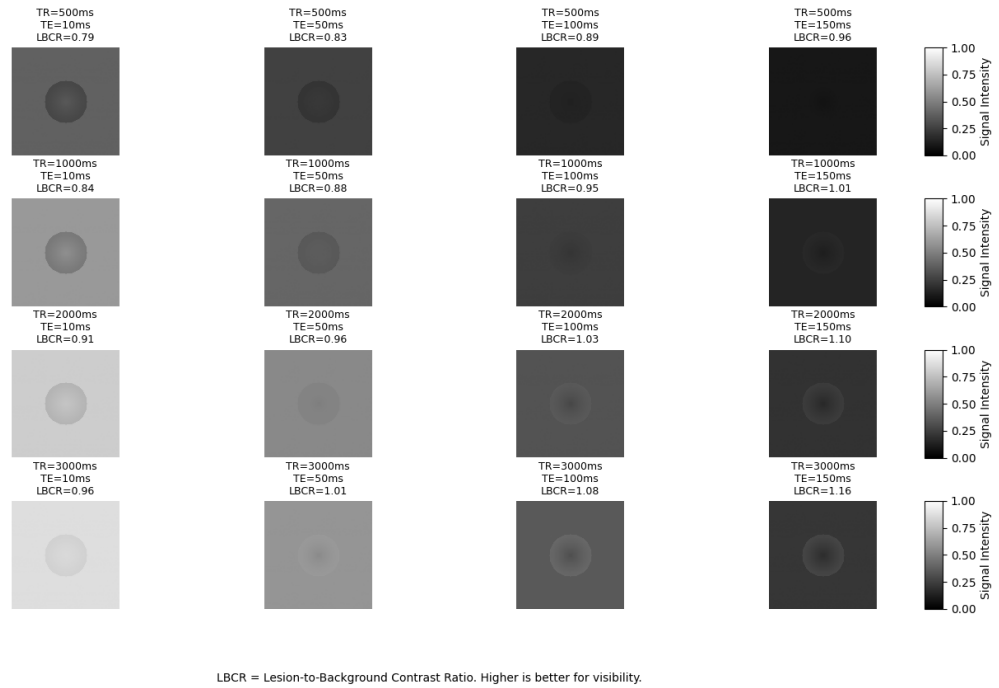 TR=500ms
TE=10ms
LBCR=0.79
TR=500ms
TE=50ms
LBCR=0.83
TR=500ms
TE=100ms
LBCR=0.89
TR=500ms
TE=150ms
LBCR=0.96
1.00
0.75
0.50
0.25
0.00
Signal Intensity
TR=1000ms
TE=10ms
LBCR=0.84
TR=1000ms
TE=50ms
LBCR=0.88
TR=1000ms
TE=100ms
LBCR=0.95
TR=1000ms
TE=150ms
LBCR=1.01
1.00
0.75
0.50
0.25
0.00
Signal Intensity
TR=2000ms
TE=10ms
LBCR=0.91
TR=2000ms
TE=50ms
LBCR=0.96
TR=2000ms
TE=100ms
LBCR=1.03
TR=2000ms
TE=150ms
LBCR=1.10
1.00
0.75
0.50
0.25
0.00
Signal Intensity
TR=3000ms
TE=10ms
LBCR=0.96
TR=3000ms
TE=50ms
LBCR=1.01
TR=3000ms
TE=100ms
LBCR=1.08
TR=3000ms
TE=150ms
LBCR=1.16
1.00
0.75
0.50
0.25
0.00
Signal Intensity
LBCR = Lesion-to-Background Contrast Ratio. Higher is better for visibility.